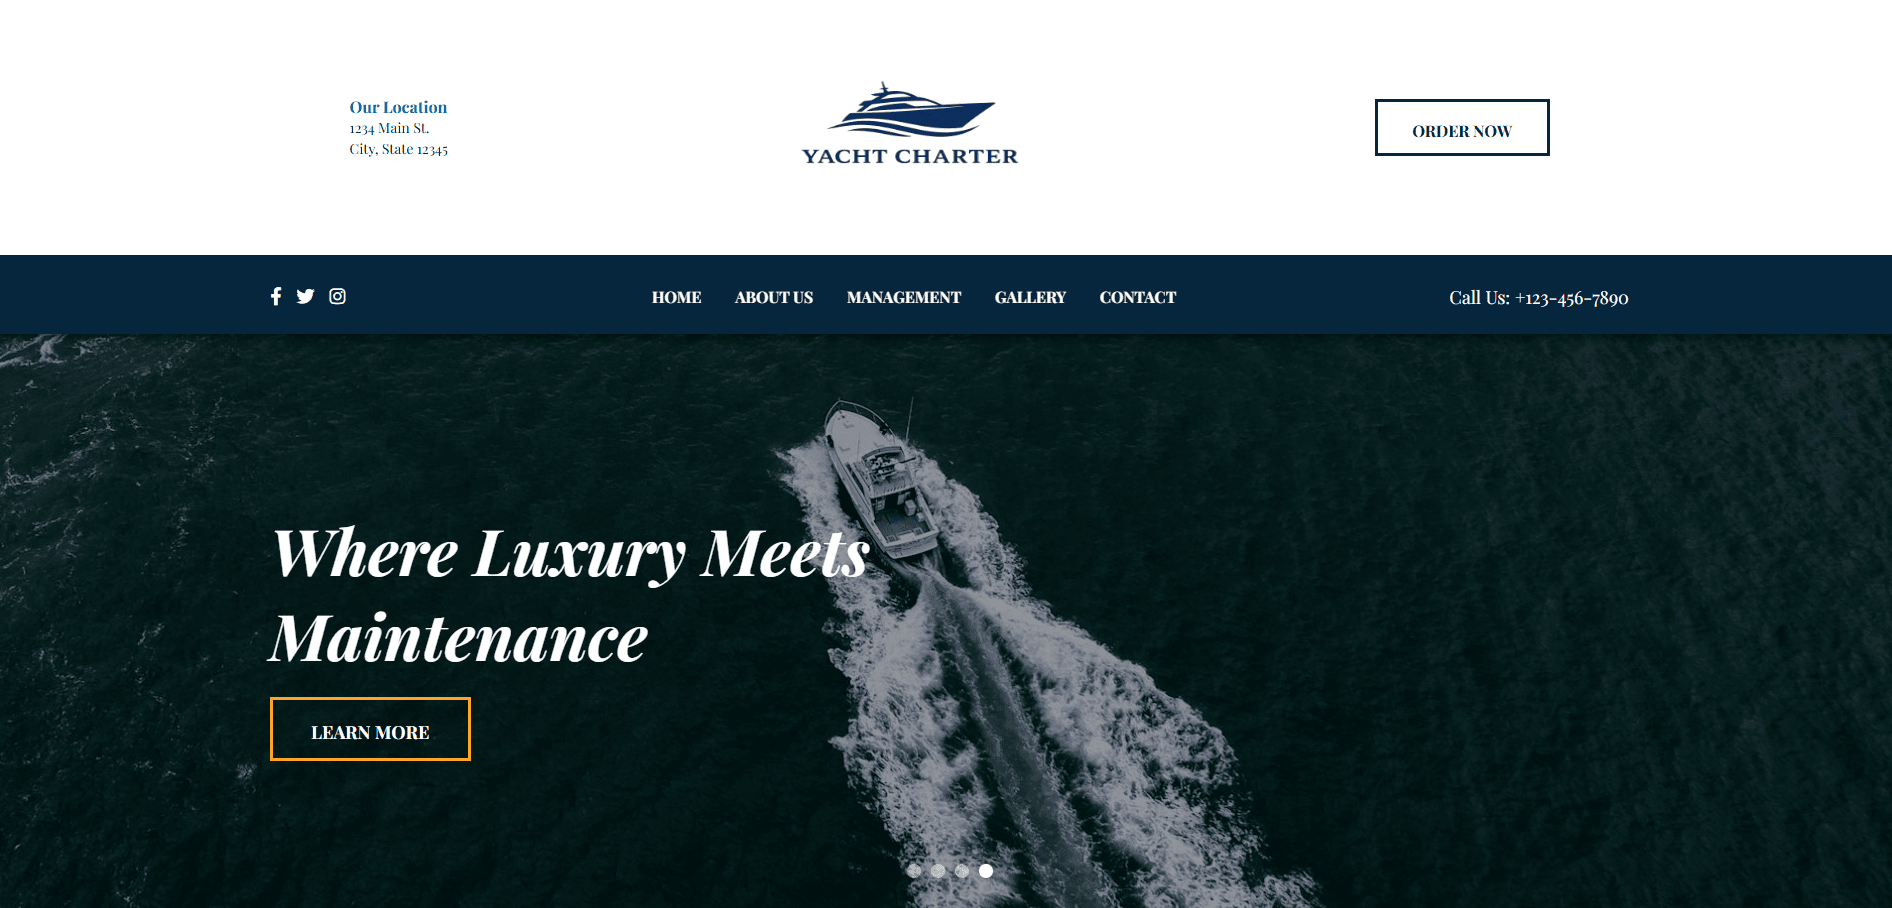 Our Location
1234 Main St.
City, State 12345
YACHT CHARTER
ORDER NOW
HOME ABOUT US MANAGEMENT GALLERY CONTACT
Call Us: +123-456-7890
Where Luxury Meets
Maintenance
LEARN MORE